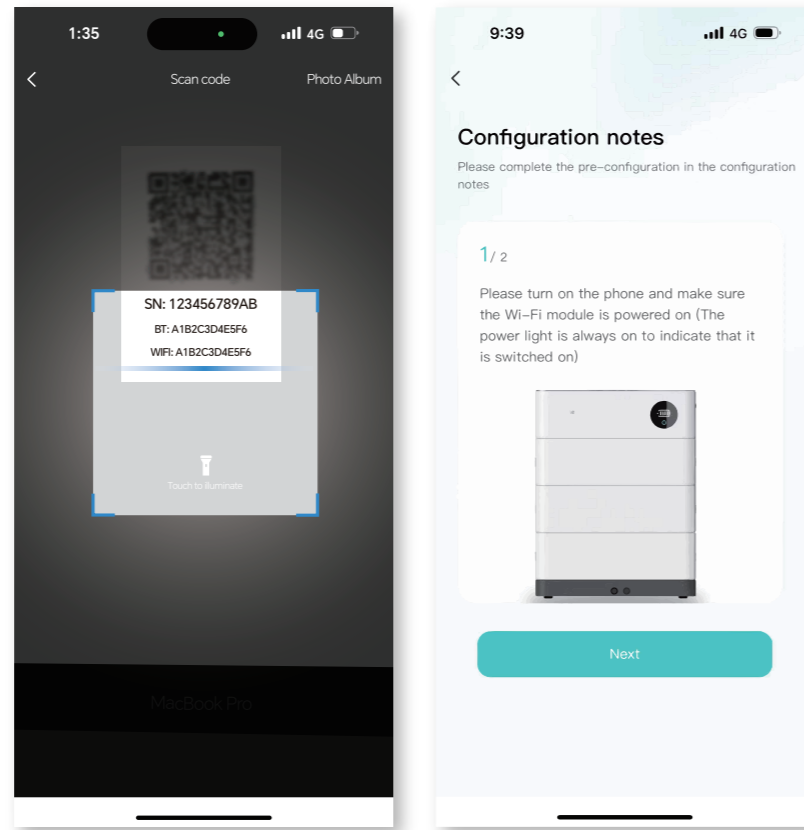 1:35
4G
Scan code
Photo Album
SN: 123456789AB
BT: A1B2C3D4E5F6
WIFI: A1B2C3D4E5F6
Touch to illuminate
MacBook Pro
9:39
4G
Configuration notes
Please complete the pre-configuration in the configuration
notes
1/ 2
Please turn on the phone and make sure
the Wi-Fi module is powered on (The
power light is always on to indicate that it
is switched on)
Next